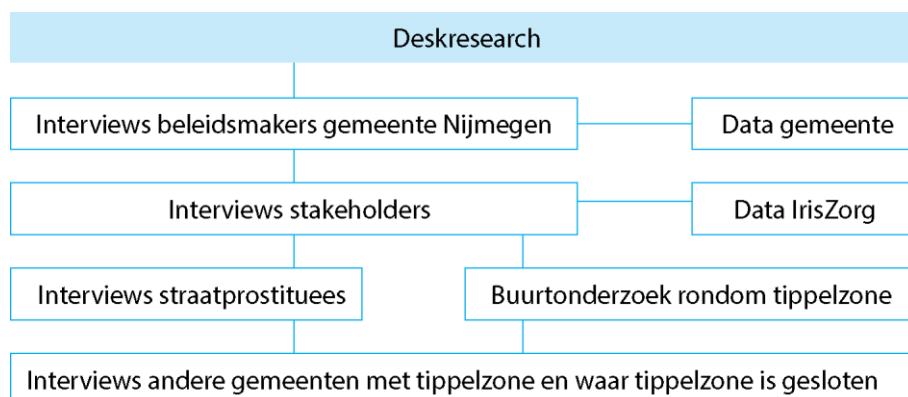 Deskresearch
Interviews beleidsmakers gemeente Nijmegen
Data gemeente
Interviews stakeholders
Data IrisZorg
Interviews straatprostituees
Buurtonderzoek rondom tippelzone
Interviews andere gemeenten met tippelzone en waar tippelzone is gesloten